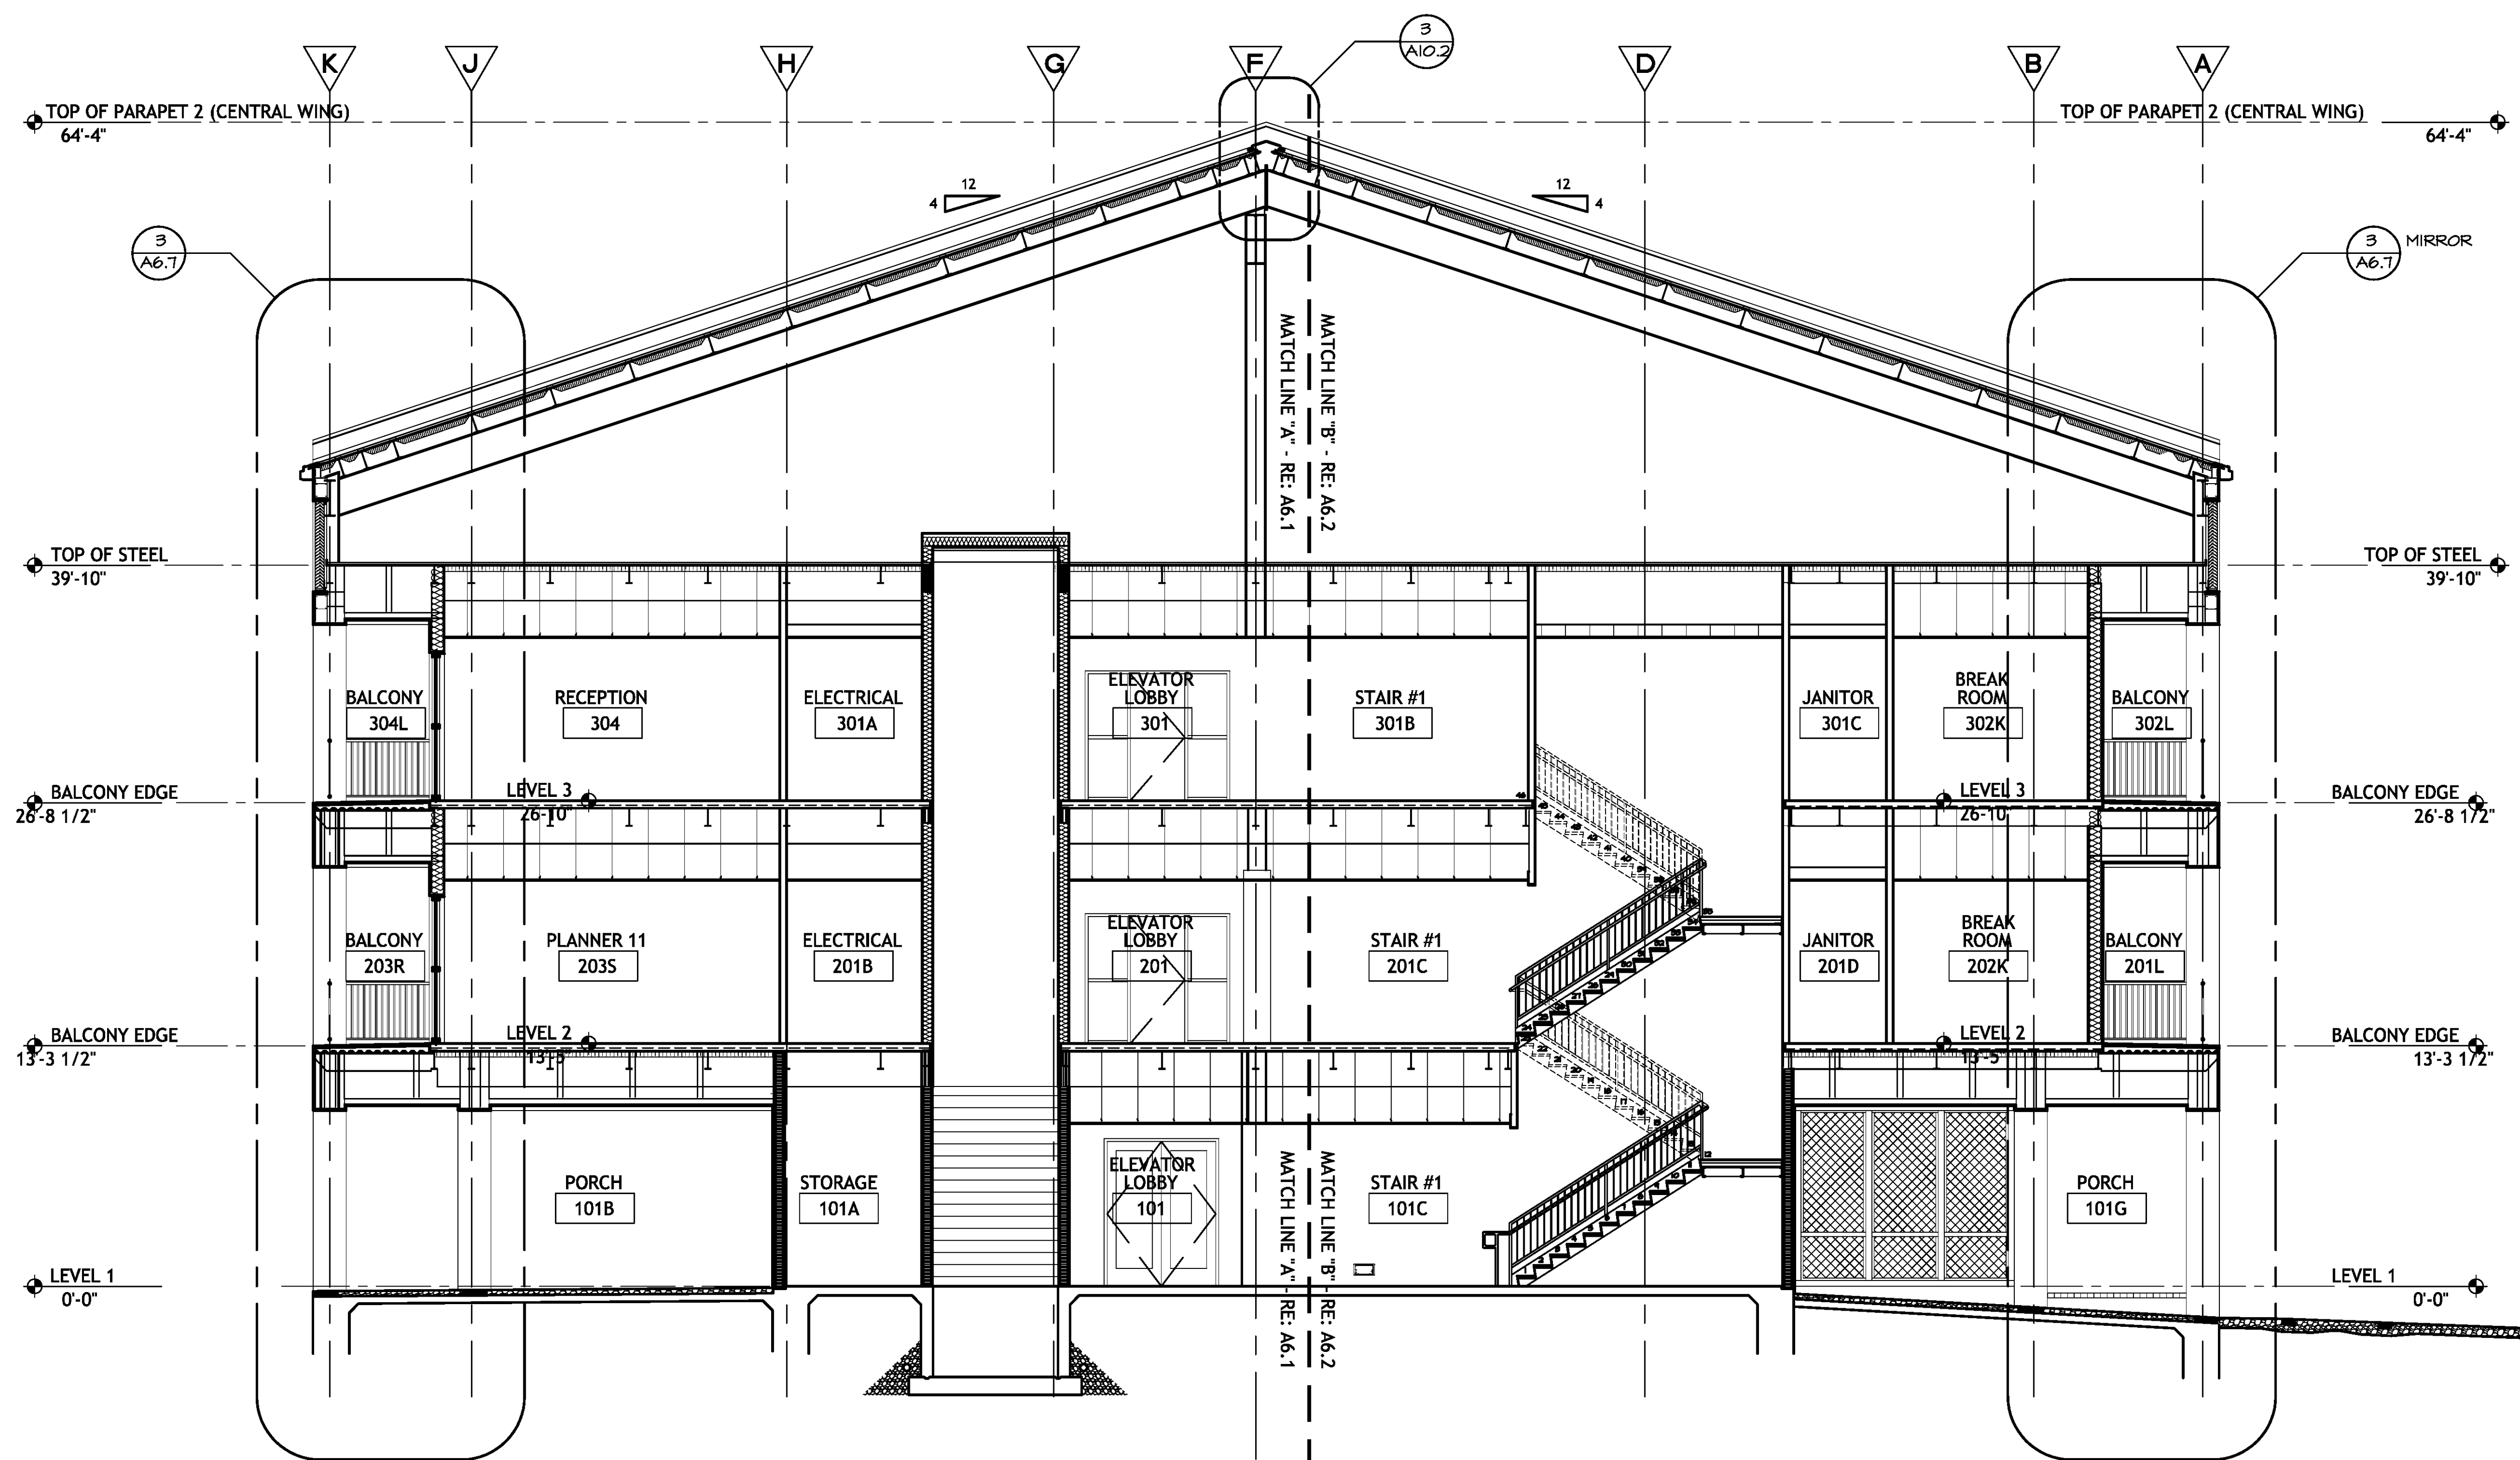 3
A10.2
K
J
H
G
F
D
B
A
TOP OF PARAPET 2 (CENTRAL WING)
64'-4"
TOP OF PARAPET 2 (CENTRAL WING)
64'-4"
12
4
12
4
3
A6.7
3
A6.7
MIRROR
MATCH LINE "A" - RE: A6.1
MATCH LINE "B" - RE: A6.2
TOP OF STEEL
39'-10"
TOP OF STEEL
39'-10"
BALCONY
304L
RECEPTION
304
ELECTRICAL
301A
ELEVATOR
LOBBY
301
STAIR #1
301B
JANITOR
301C
BREAK
ROOM
302K
BALCONY
302L
BALCONY EDGE
26'-8 1/2"
LEVEL 3
26'-10"
LEVEL 3
26'-10"
BALCONY EDGE
26'-8 1/2"
BALCONY
203R
PLANNER 11
203S
ELECTRICAL
201B
ELEVATOR
LOBBY
201
STAIR #1
201C
JANITOR
201D
BREAK
ROOM
202K
BALCONY
201L
BALCONY EDGE
13'-3 1/2"
LEVEL 2
13'-5"
LEVEL 2
13'-5"
BALCONY EDGE
13'-3 1/2"
PORCH
101B
STORAGE
101A
ELEVATOR
LOBBY
101
STAIR #1
101C
PORCH
101G
MATCH LINE "A" - RE: A6.1
MATCH LINE "B" - RE: A6.2
LEVEL 1
0'-0"
LEVEL 1
0'-0"